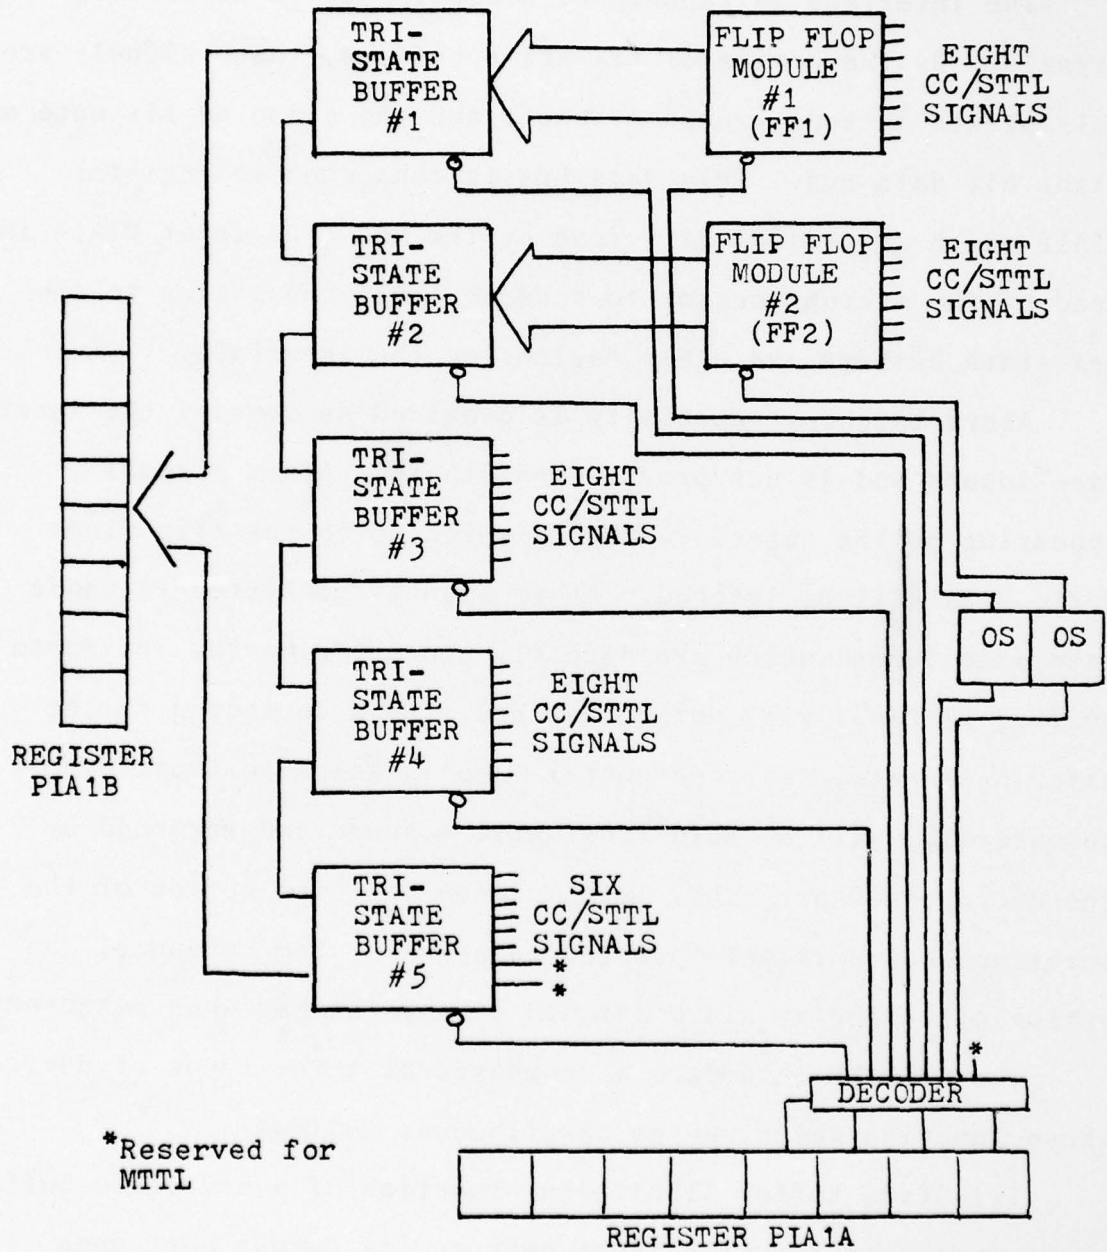 TRI-
STATE
BUFFER
#1
FLIP FLOP
MODULE
#1
(FF1)
EIGHT
CC/STTL
SIGNALS
TRI-
STATE
BUFFER
#2
FLIP FLOP
MODULE
#2
(FF2)
EIGHT
CC/STTL
SIGNALS
TRI-
STATE
BUFFER
#3
EIGHT
CC/STTL
SIGNALS
OS
OS
TRI-
STATE
BUFFER
#4
EIGHT
CC/STTL
SIGNALS
REGISTER
PIA1B
TRI-
STATE
BUFFER
#5
SIX
CC/STTL
SIGNALS
*
*
*
DECODER
*Reserved for
MTTL
REGISTER PIA1A